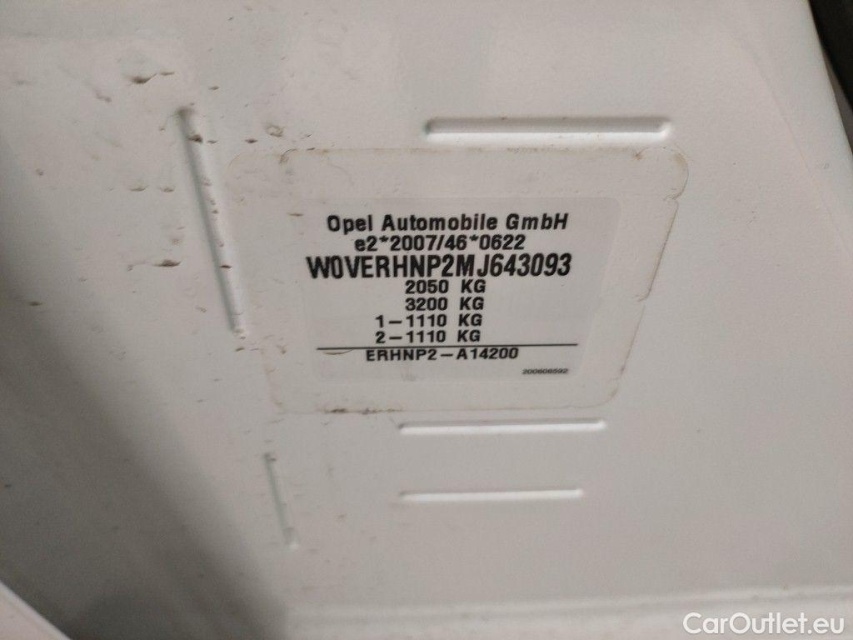 Opel Automobile GmbH
e2*2007/46*0622
W0VERHNP2MJ643093
2050 KG
3200 KG
1-1110 KG
2-1110 KG
ERHNP2-A14200
200606592
CarOutlet.eu